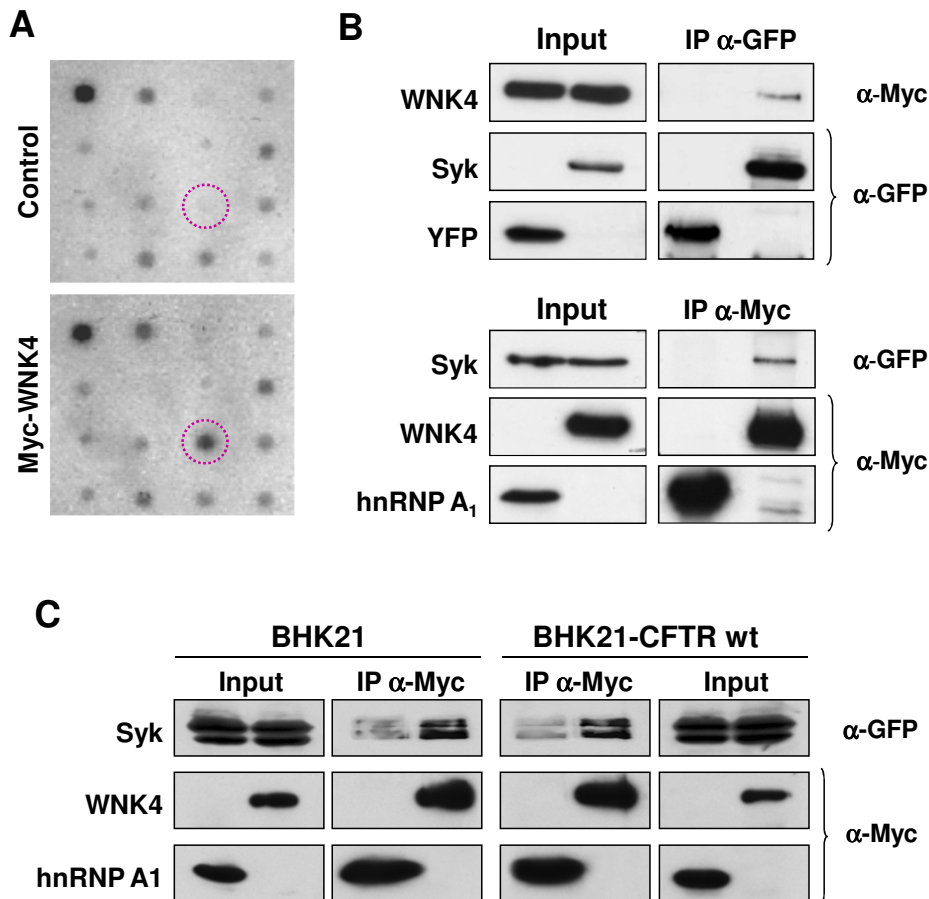 A
Control
Myc-WNK4
B
Input IP α-GFP
WNK4 α-Myc
Syk
α-GFP
YFP
Input IP α-Myc
Syk α-GFP
WNK4
α-Myc
hnRNP A₁
C
BHK21 BHK21-CFTR wt
Input IP α-Myc IP α-Myc Input
Syk α-GFP
WNK4
α-Myc
hnRNP A1